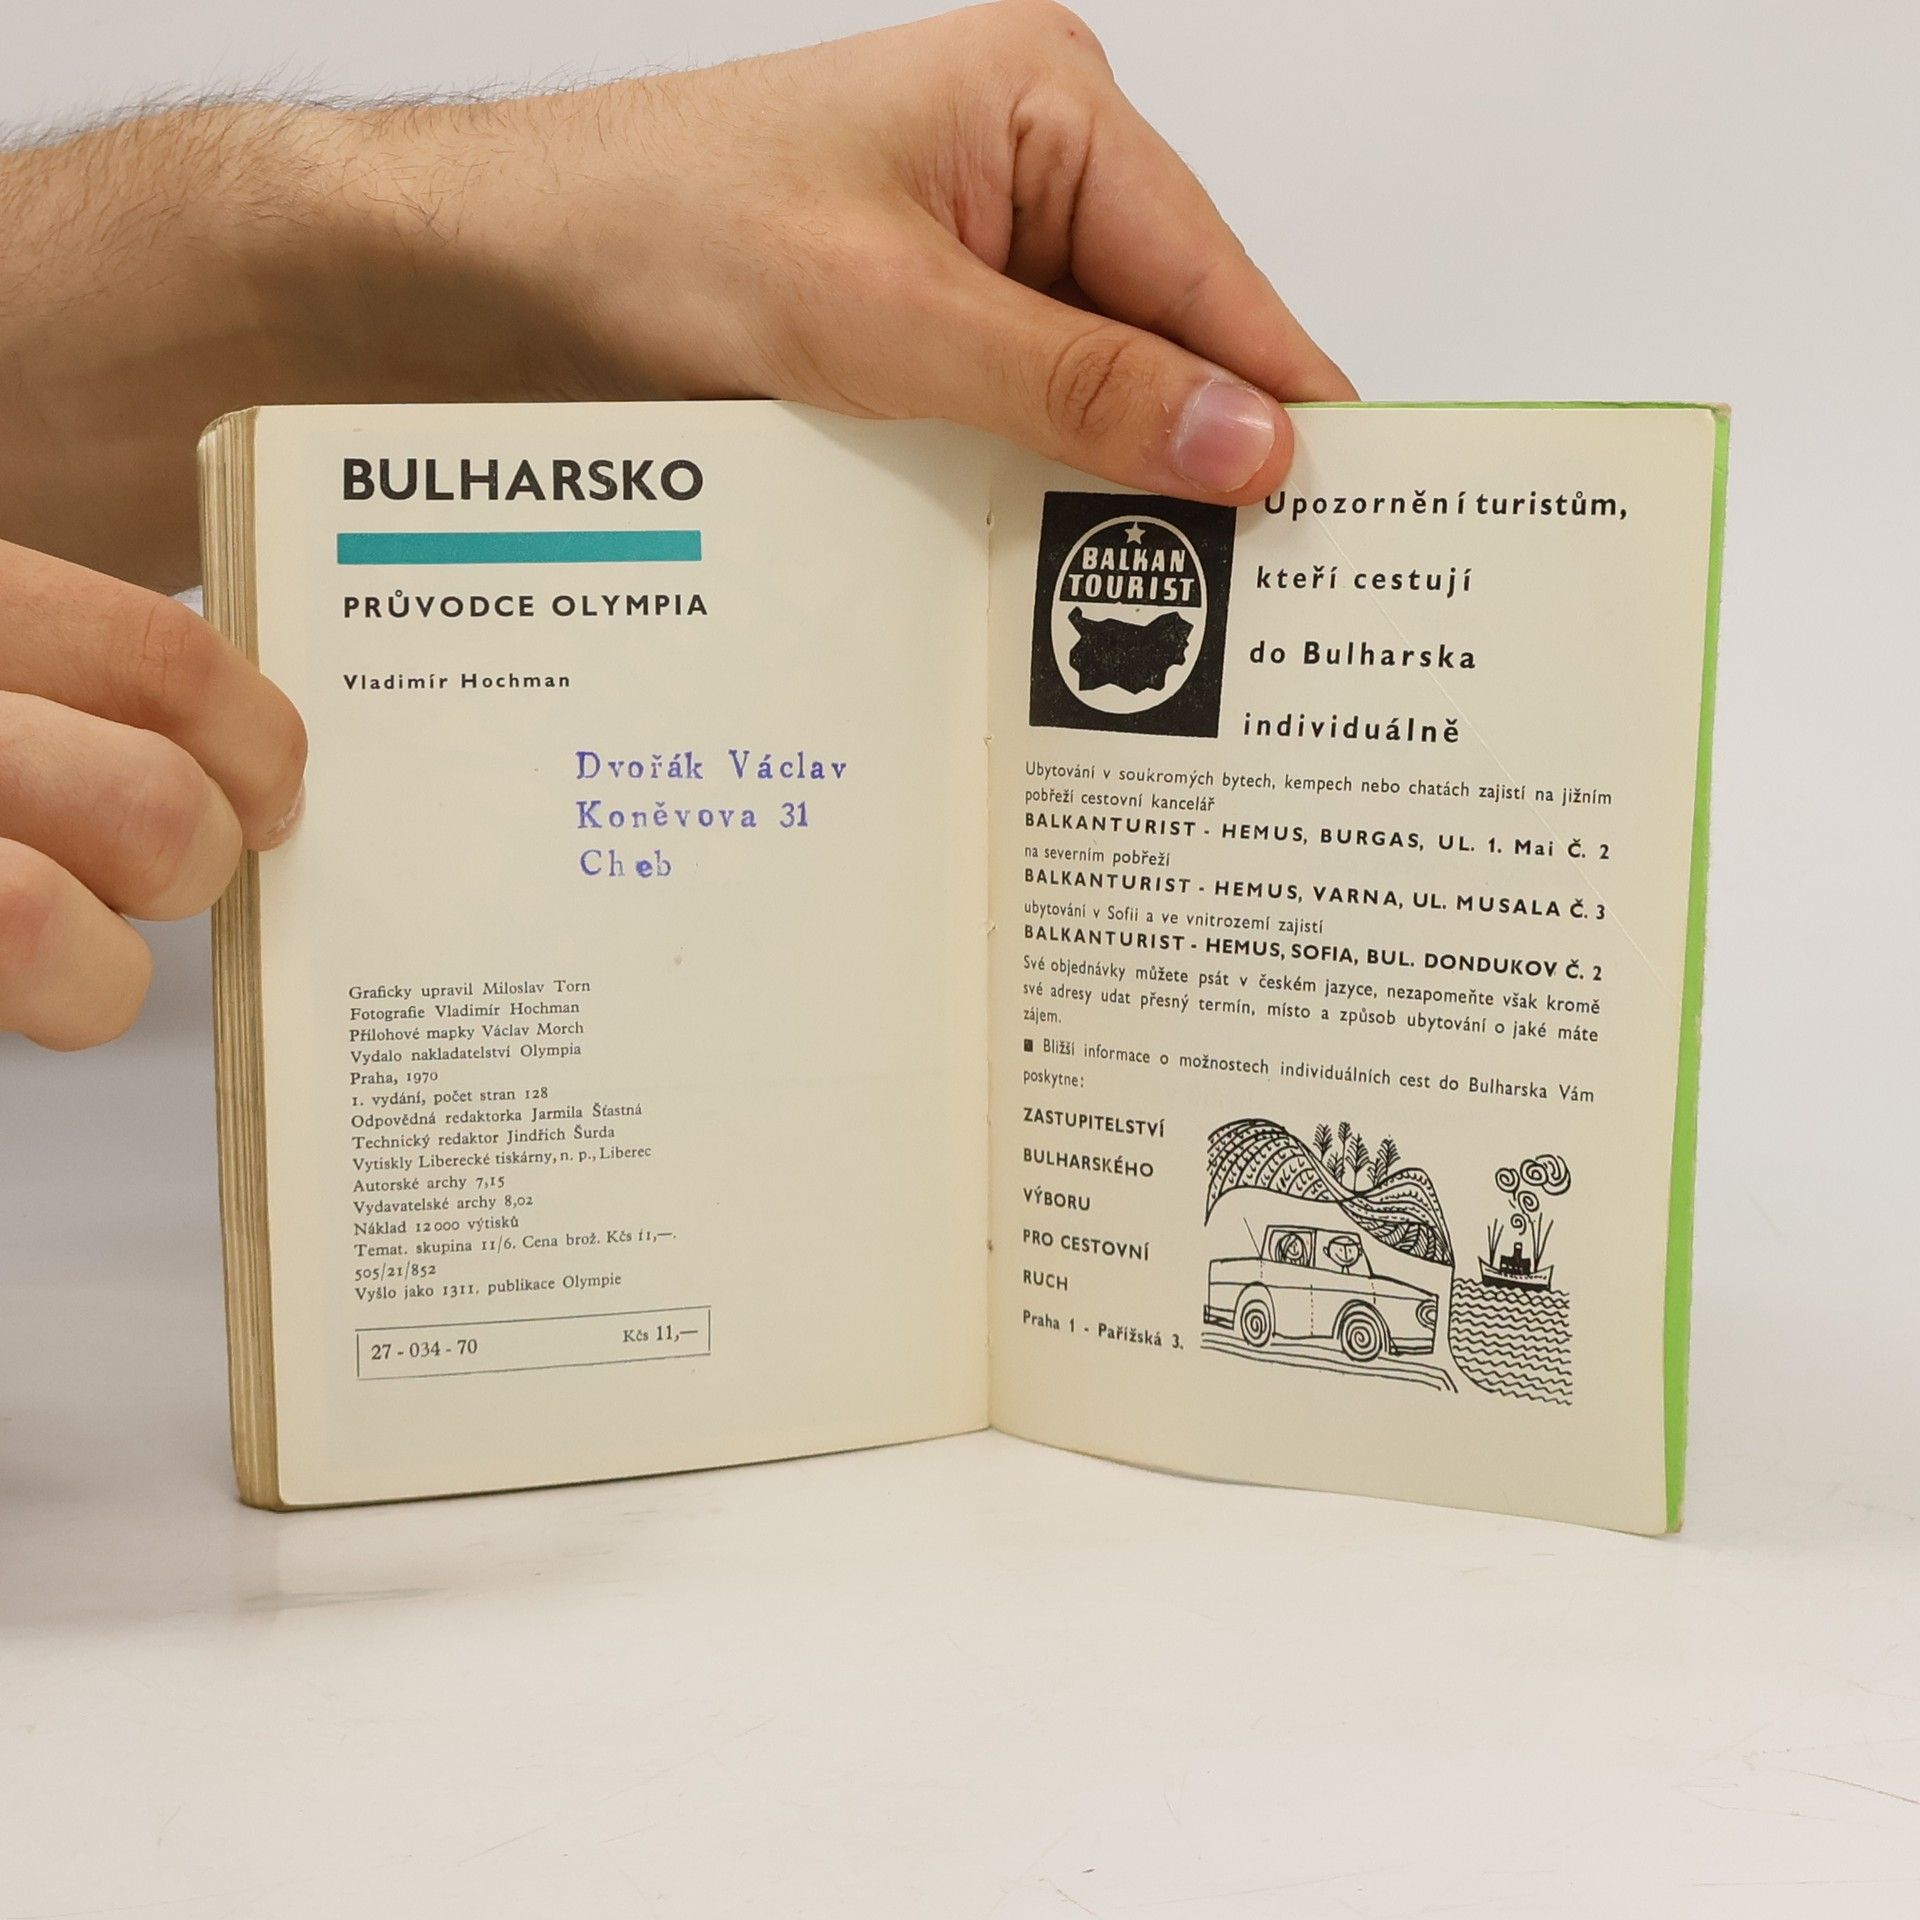 BULHARSKO
PRŮVODCE OLYMPIA
Vladimír Hochman
Dvořák Václav
Koněvova 31
Cheb
Graficky upravil Miloslav Torn
Fotografie Vladimír Hochman
Přílohové mapky Václav Morch
Vydalo nakladatelství Olympia
Praha, 1970
1. vydání, počet stran 128
Odpovědná redaktorka Jarmila Šťastná
Technický redaktor Jindřich Šurda
Vytiskly Liberecké tiskárny, n. p., Liberec
Autorské archy 7,15
Vydavatelské archy 8,02
Náklad 12 000 výtisků
Temat. skupina 11/6. Cena brož. Kčs 11,—.
505/21/852
Vyšlo jako 1311. publikace Olympie
27 - 034 - 70 Kčs 11,—
BALKAN
TOURIST
Upozornění turistům,
kteří cestují
do Bulharska
individuálně
Ubytování v soukromých bytech, kempech nebo chatách zajistí na jižním
pobřeží cestovní kancelář
BALKANTURIST - HEMUS, BURGAS, UL. 1. Mai Č. 2
na severním pobřeží
BALKANTURIST - HEMUS, VARNA, UL. MUSALA Č. 3
ubytování v Sofii a ve vnitrozemí zajistí
BALKANTURIST - HEMUS, SOFIA, BUL. DONDUKOV Č. 2
Své objednávky můžete psát v českém jazyce, nezapomeňte však kromě
své adresy udat přesný termín, místo a způsob ubytování o jaké máte
zájem.
■ Bližší informace o možnostech individuálních cest do Bulharska Vám
poskytne:
ZASTUPITELSTVÍ
BULHARSKÉHO
VÝBORU
PRO CESTOVNÍ
RUCH
Praha 1 - Pařížská 3.